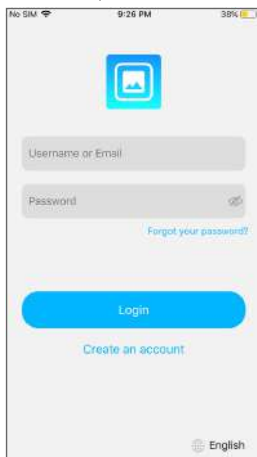 No SIM 9:26 PM 38%
Username or Email
Password
Forgot your password?
Login
Create an account
English